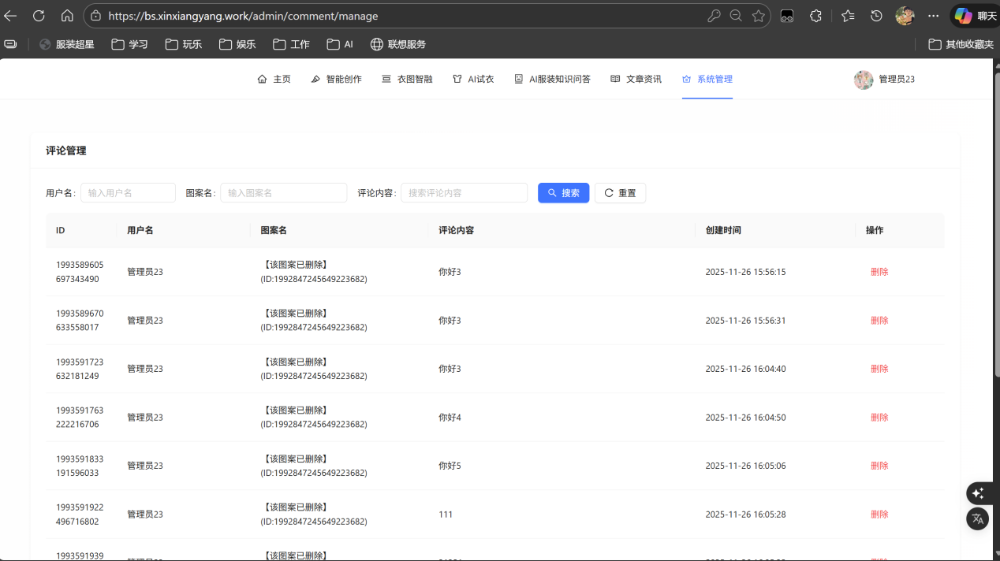 https://bs.xinxiangyang.work/admin/comment/manage
聊天
服装超星 学习 玩乐 娱乐 工作 AI 联想服务 其他收藏夹
主页 智能创作 衣图智融 AI试衣 AI服装知识问答 文章资讯 系统管理 管理员23
评论管理
用户名: 输入用户名 图案名: 输入图案名 评论内容: 搜索评论内容 搜索 重置
ID 用户名 图案名 评论内容 创建时间 操作
1993589605 【该图案已删除】
管理员23 你好3 2025-11-26 15:56:15 删除
697343490 (ID:1992847245649223682)
1993589670 【该图案已删除】
管理员23 你好3 2025-11-26 15:56:31 删除
633558017 (ID:1992847245649223682)
1993591723 【该图案已删除】
管理员23 你好3 2025-11-26 16:04:40 删除
632181249 (ID:1992847245649223682)
1993591763 【该图案已删除】
管理员23 你好4 2025-11-26 16:04:50 删除
222216706 (ID:1992847245649223682)
1993591833 【该图案已删除】
管理员23 你好5 2025-11-26 16:05:06 删除
191596033 (ID:1992847245649223682)
1993591922 【该图案已删除】
管理员23 111 2025-11-26 16:05:28 删除
496716802 (ID:1992847245649223682)
1993591939 【该图案已删除】